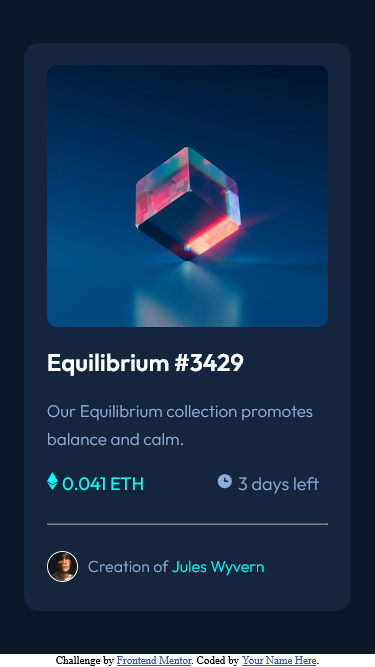 Equilibrium #3429
Our Equilibrium collection promotes
balance and calm.
0.041 ETH
3 days left
Creation of Jules Wyvern
Challenge by Frontend Mentor. Coded by Your Name Here.